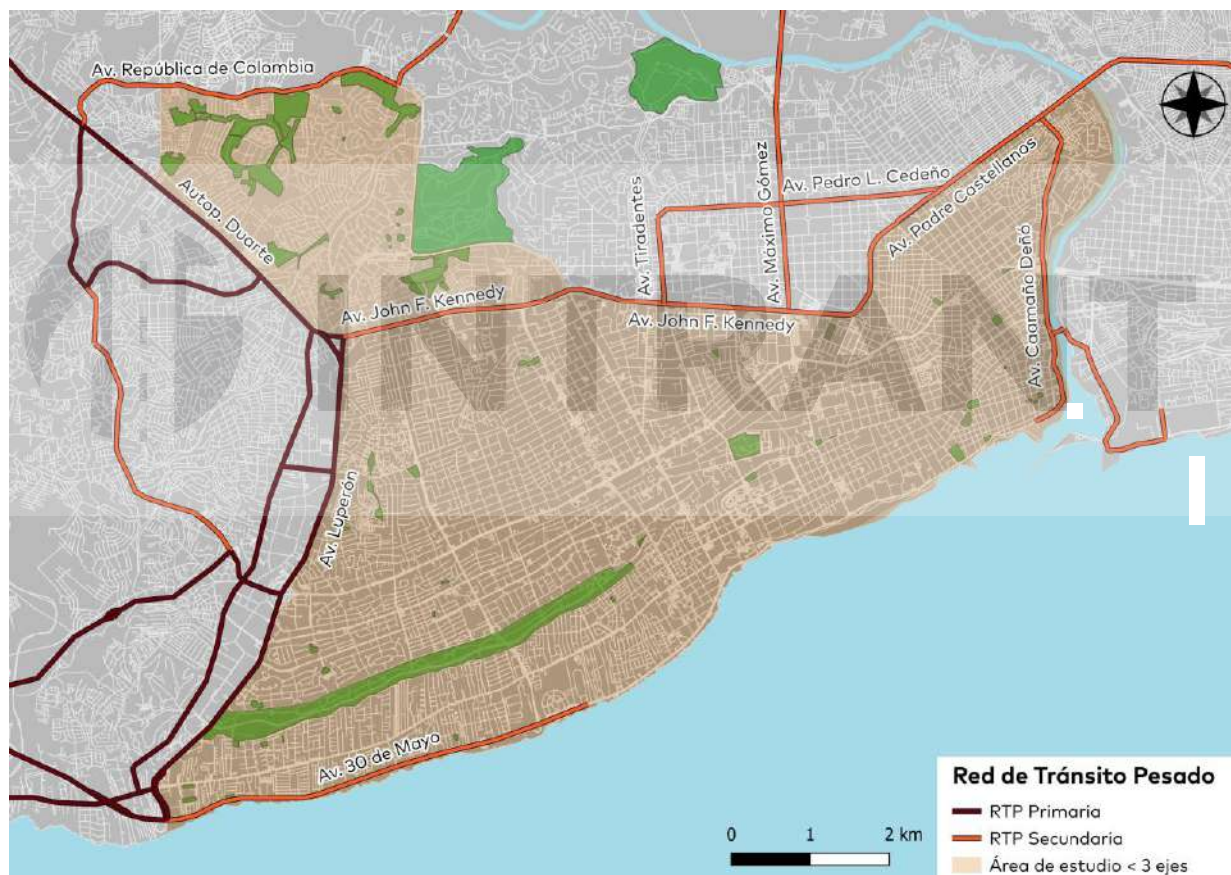 Av. República de Colombia
Autop. Duarte
Av. John F. Kennedy
Av. Tiradentes
Av. Máximo Gómez
Av. Pedro L. Cedeño
Av. Padre Castellanos
Av. John F. Kennedy
Av. Caamaño Deñó
INTRANT
Av. Luperón
Av. 30 de Mayo
0 1 2 km
Red de Tránsito Pesado
RTP Primaria
RTP Secundaria
Área de estudio < 3 ejes